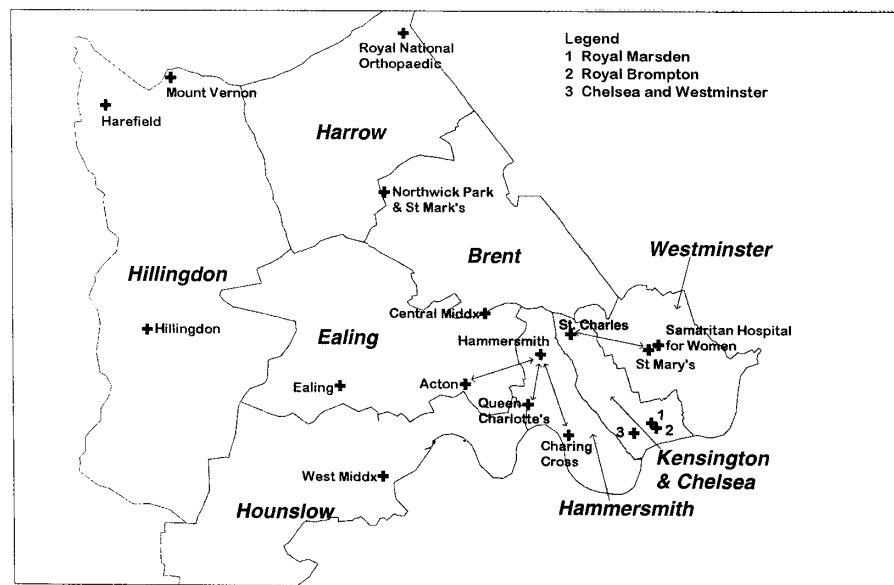 Royal National
Orthopaedic
Legend
1 Royal Marsden
2 Royal Brompton
3 Chelsea and Westminster
Mount Vernon
Harefield
Harrow
Northwick Park
& St Mark's
Brent
Westminster
Hillingdon
Hillingdon
Central Middx
St. Charles
Samaritan Hospital
for Women
St Mary's
Ealing
Hammersmith
Ealing
Acton
Queen
Charlotte's
Charing
Cross
1
2
3
West Middx
Kensington
& Chelsea
Hounslow
Hammersmith